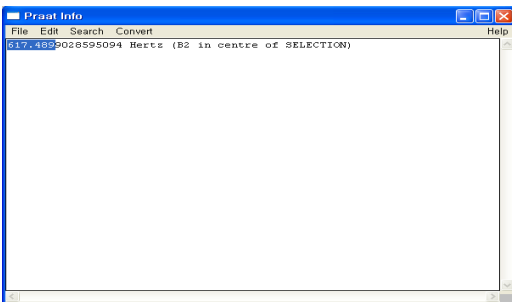 Praat Info
File Edit Search Convert Help
617.4899028595094 Hertz (B2 in centre of SELECTION)